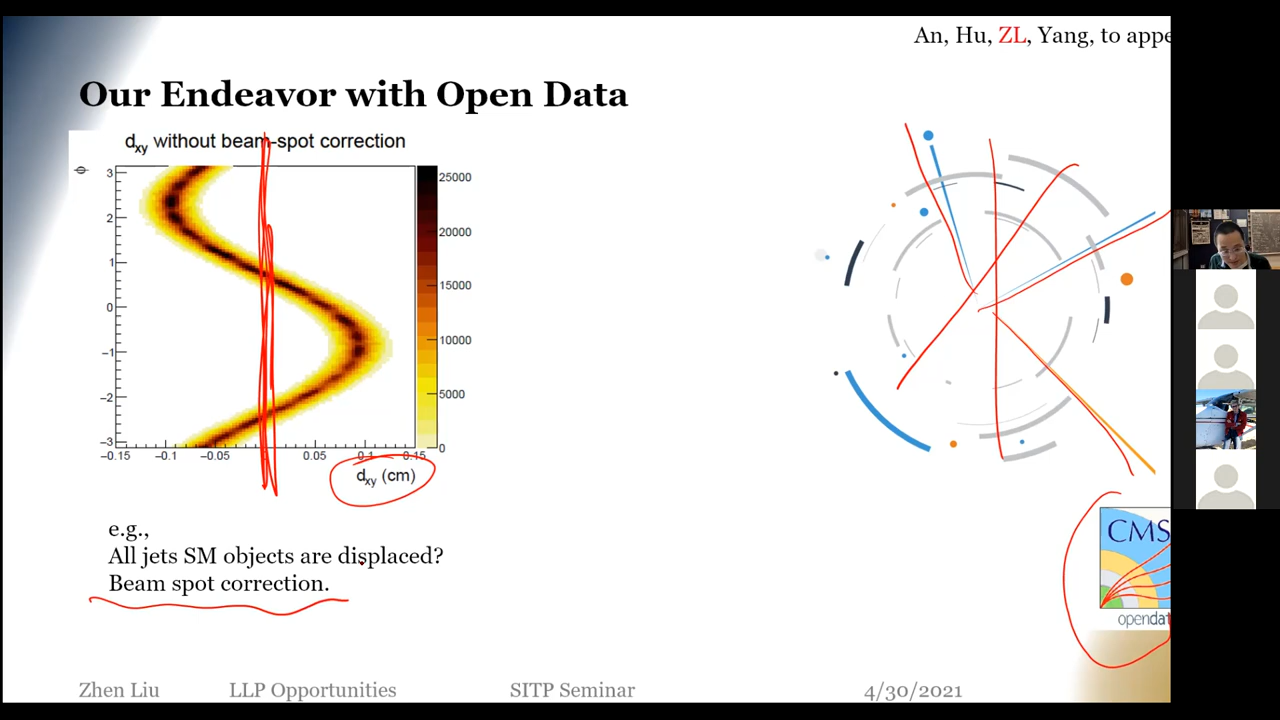 An, Hu, ZL, Yang, to appe
Our Endeavor with Open Data
dxy without beam-spot correction
ϕ
3
2
1
0
−1
−2
−3
−0.15 −0.1 −0.05 0.05 0.1 0.15
25000
20000
15000
10000
5000
0
dxy (cm)
e.g.,
All jets SM objects are displaced?
Beam spot correction.
CMS
opendat
Zhen Liu LLP Opportunities SITP Seminar 4/30/2021